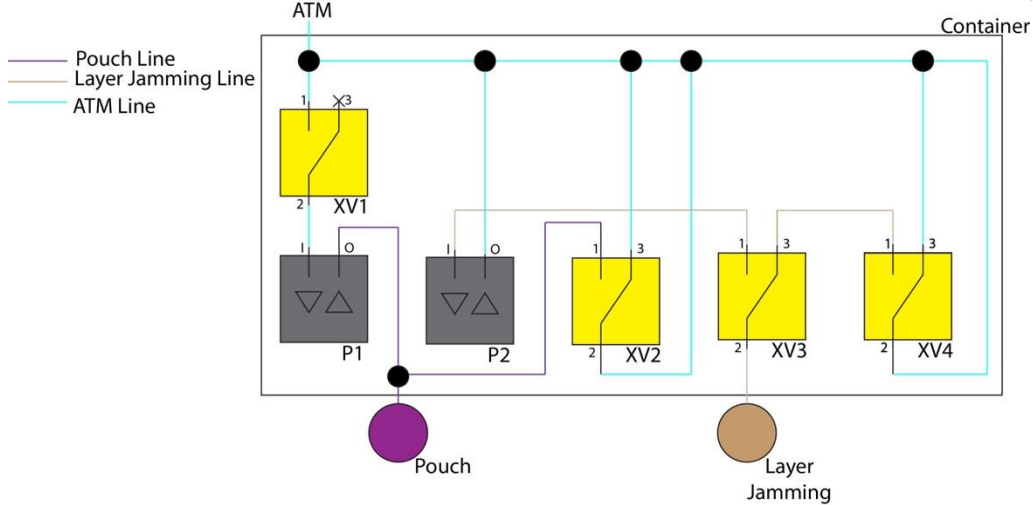 ATM
Container
Pouch Line
Layer Jamming Line
ATM Line
1 3
2
XV1
I O
P1
I O
P2
1 3
2
XV2
1 3
2
XV3
1 3
2
XV4
Pouch
Layer
Jamming